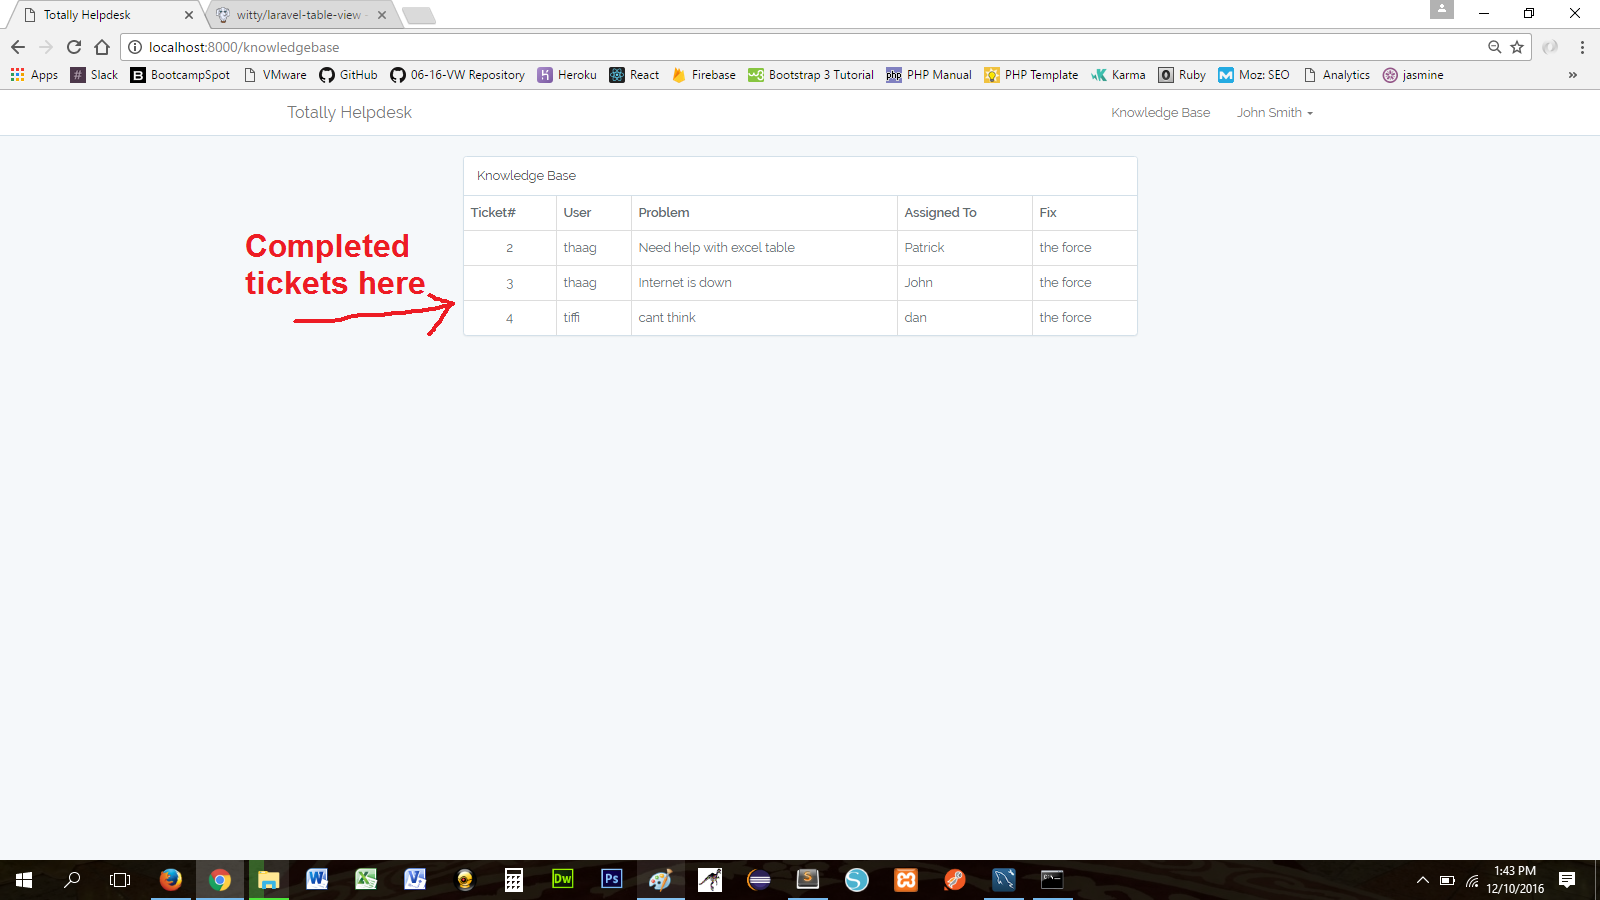 Totally Helpdesk
witty/laravel-table-view -
localhost:8000/knowledgebase
Apps Slack BootcampSpot VMware GitHub 06-16-VW Repository Heroku React Firebase Bootstrap 3 Tutorial PHP Manual PHP Template Karma Ruby Moz: SEO Analytics jasmine »
Totally Helpdesk Knowledge Base John Smith
Knowledge Base
Ticket# User Problem Assigned To Fix
2 thaag Need help with excel table Patrick the force
3 thaag Internet is down John the force
4 tiffi cant think dan the force
Completed
tickets here
1:43 PM
12/10/2016